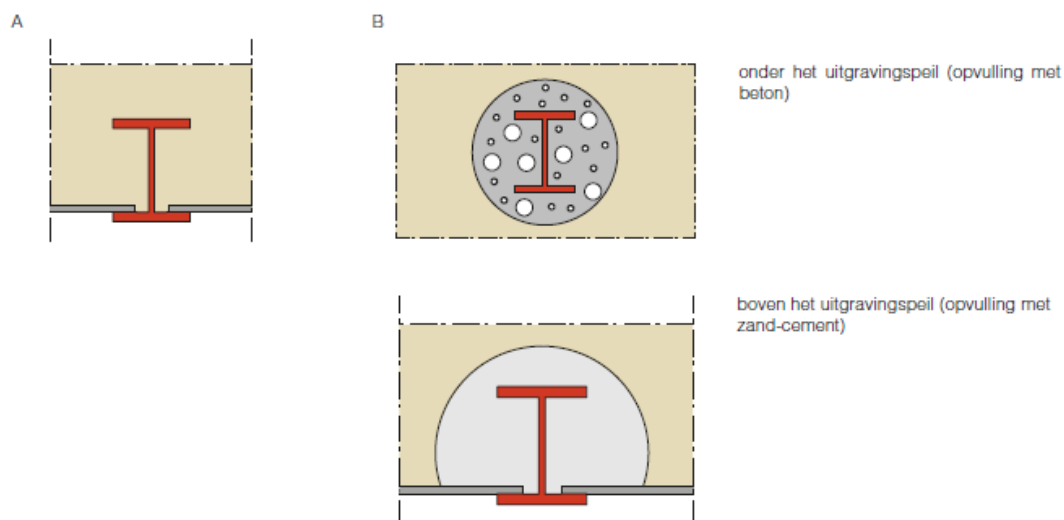 A
B
onder het uitgravingspeil (opvulling met
beton)
boven het uitgravingspeil (opvulling met
zand-cement)